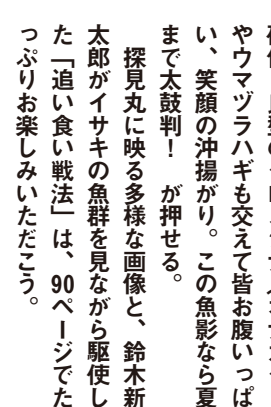 やウマヅラハギも交えて皆お腹いっぱ
い、笑顔の沖揚がり。この魚影なら夏
まで太鼓判！　が押せる。
　探見丸に映る多様な画像と、鈴木新
太郎がイサキの魚群を見ながら駆使し
た「追い食い戦法」は、90ページでた
っぷりお楽しみいただこう。